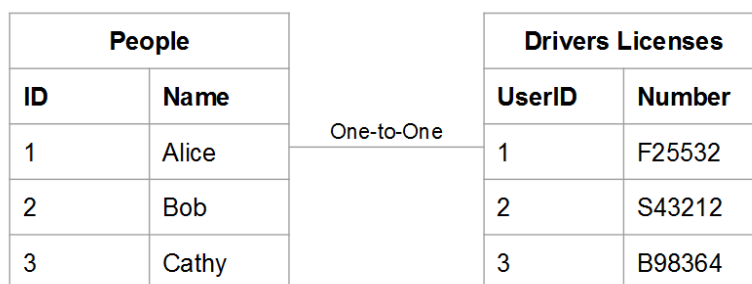 People
ID Name
1 Alice
2 Bob
3 Cathy
One-to-One
Drivers Licenses
UserID Number
1 F25532
2 S43212
3 B98364